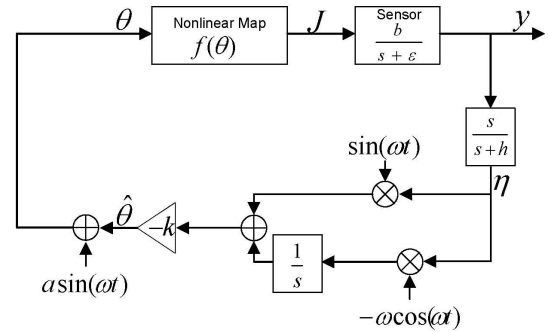 θ
Nonlinear Map
f(θ)
J
Sensor
b
s + ε
y
s
s+h
sin(ωt)
η
θ̂
−k
1
s
a sin(ωt)
−ω cos(ωt)